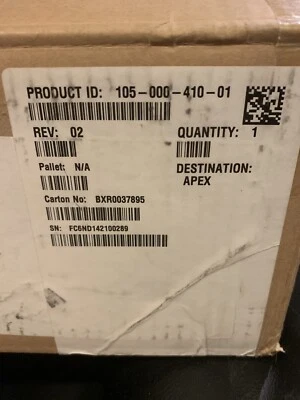 PRODUCT ID: 105-000-410-01
REV: 02 QUANTITY: 1
Pallet: N/A DESTINATION:
APEX
Carton No: BXR0037895
SN: FC6ND142100289